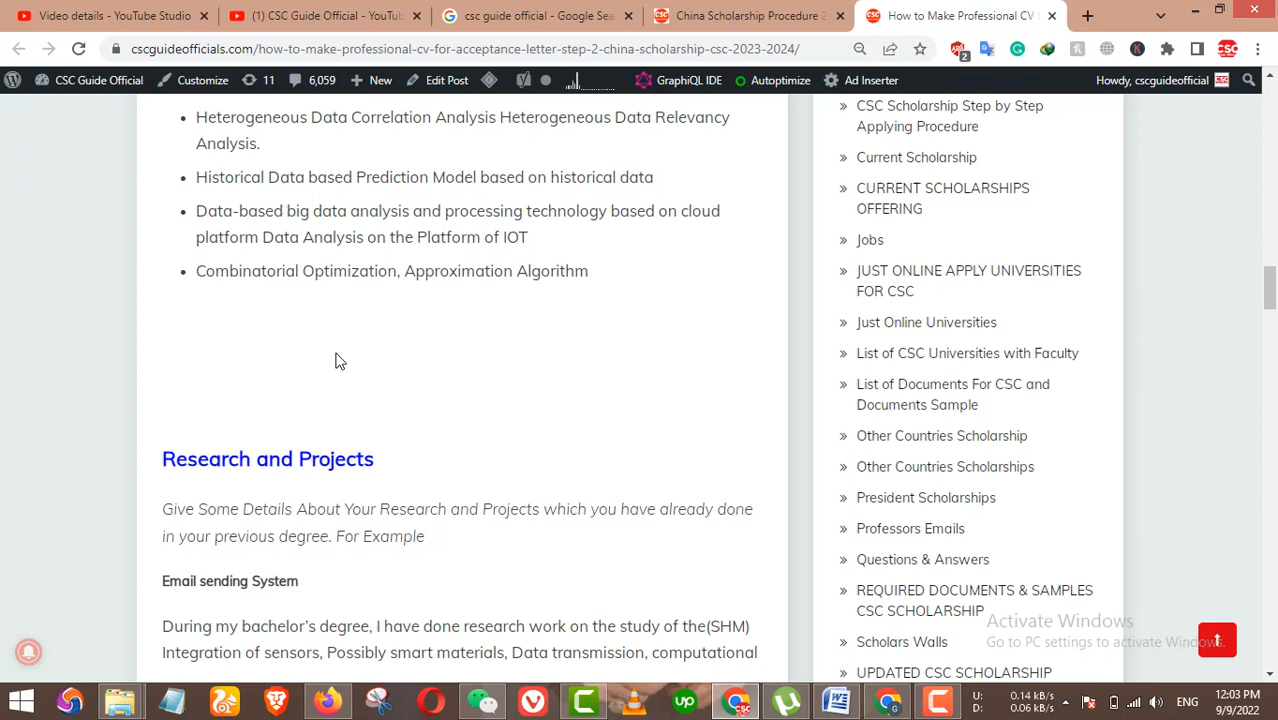 Video details - YouTube Studio
(1) CSC Guide Official - YouTub
csc guide official - Google Sea
China Scholarship Procedure 2
How to Make Professional CV
cscguideofficials.com/how-to-make-professional-cv-for-acceptance-letter-step-2-china-scholarship-csc-2023-2024/
2
CSC Guide Official
Customize
11
6,059
New
Edit Post
GraphiQL IDE
Autoptimize
Ad Inserter
Howdy, cscguideofficial
Heterogeneous Data Correlation Analysis Heterogeneous Data Relevancy
Analysis.
Historical Data based Prediction Model based on historical data
Data-based big data analysis and processing technology based on cloud
platform Data Analysis on the Platform of IOT
Combinatorial Optimization, Approximation Algorithm
Research and Projects
Give Some Details About Your Research and Projects which you have already done
in your previous degree. For Example
Email sending System
During my bachelor's degree, I have done research work on the study of the(SHM)
Integration of sensors, Possibly smart materials, Data transmission, computational
CSC Scholarship Step by Step
Applying Procedure
Current Scholarship
CURRENT SCHOLARSHIPS
OFFERING
Jobs
JUST ONLINE APPLY UNIVERSITIES
FOR CSC
Just Online Universities
List of CSC Universities with Faculty
List of Documents For CSC and
Documents Sample
Other Countries Scholarship
Other Countries Scholarships
President Scholarships
Professors Emails
Questions & Answers
REQUIRED DOCUMENTS & SAMPLES
CSC SCHOLARSHIP
Scholars Walls
UPDATED CSC SCHOLARSHIP
Activate Windows
Go to PC settings to activate Windows.
U: 0.14 kB/s
D: 0.06 kB/s
ENG
12:03 PM
9/9/2022